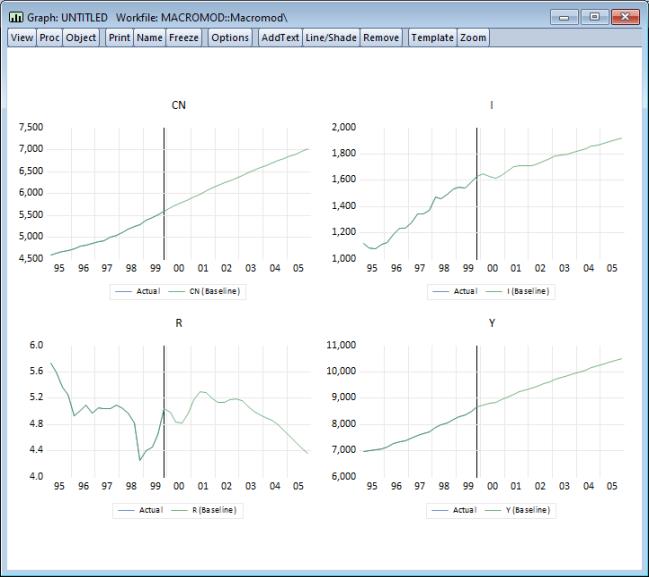 Graph: UNTITLED   Workfile: MACROMOD::Macromod\
View Proc Object Print Name Freeze Options AddText Line/Shade Remove Template Zoom
CN
7,500
7,000
6,500
6,000
5,500
5,000
4,500
95 96 97 98 99 00 01 02 03 04 05
Actual CN (Baseline)
I
2,000
1,800
1,600
1,400
1,200
1,000
95 96 97 98 99 00 01 02 03 04 05
Actual I (Baseline)
R
6.0
5.6
5.2
4.8
4.4
4.0
95 96 97 98 99 00 01 02 03 04 05
Actual R (Baseline)
Y
11,000
10,000
9,000
8,000
7,000
6,000
95 96 97 98 99 00 01 02 03 04 05
Actual Y (Baseline)